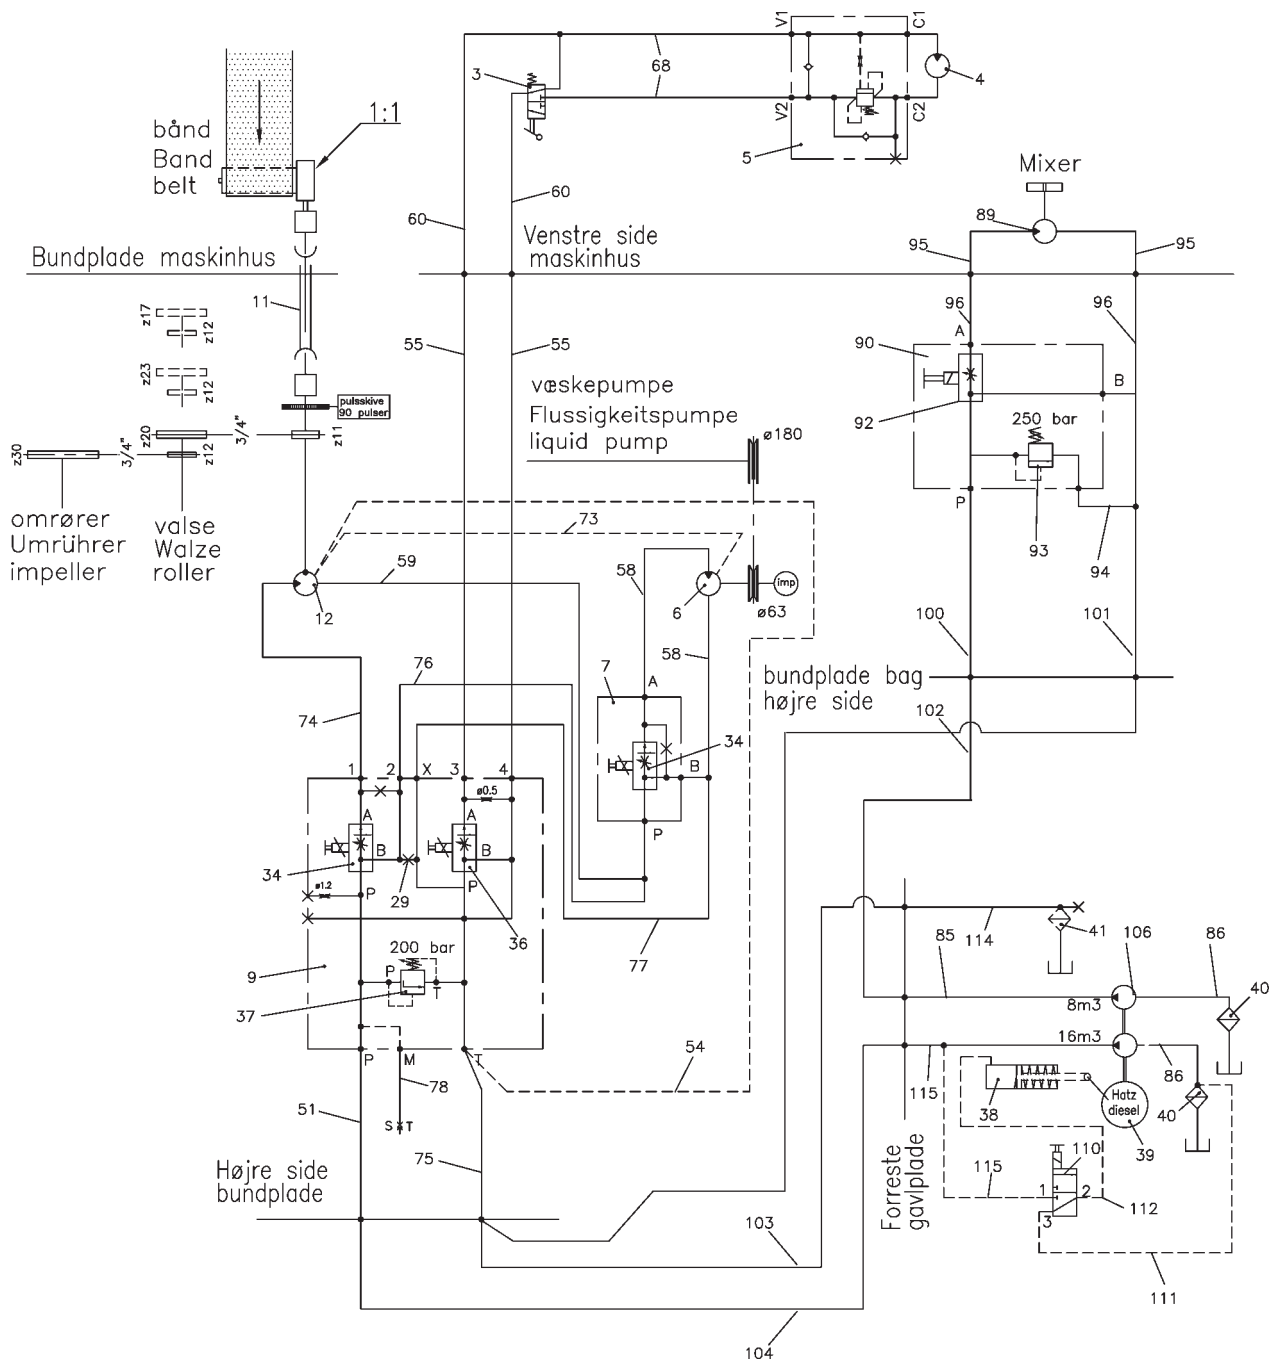 V1
C1
3
68
4
V2
C2
5
1:1
bånd
Band
belt
Mixer
60
60
89
Venstre side
maskinhus
95
95
Bundplade maskinhus
11
z17
z12
96
96
A
90
B
55
55
z23
z12
væskepumpe
Flussigkeitspumpe
liquid pump
pulsskive
90 pulser
92
250 bar
z20
3/4"
z11
ø180
z30
3/4"
z12
P
omrører
Umrührer
impeller
valse
Walze
roller
73
93
94
59
58
imp
12
6
ø63
100
101
58
76
7
A
bundplade bag
højre side
74
102
34
1
2
X
3
4
B
ø0.5
A
A
P
B
B
34
ø1.2
P
29
P
36
114
41
85
106
86
77
200 bar
9
P
T
37
8m3
40
16m3
P
M
T
54
115
86
78
38
Hatz
diesel
40
51
S
T
39
75
110
Højre side
bundplade
Forreste
gavlplade
115
1
2
112
3
103
111
104